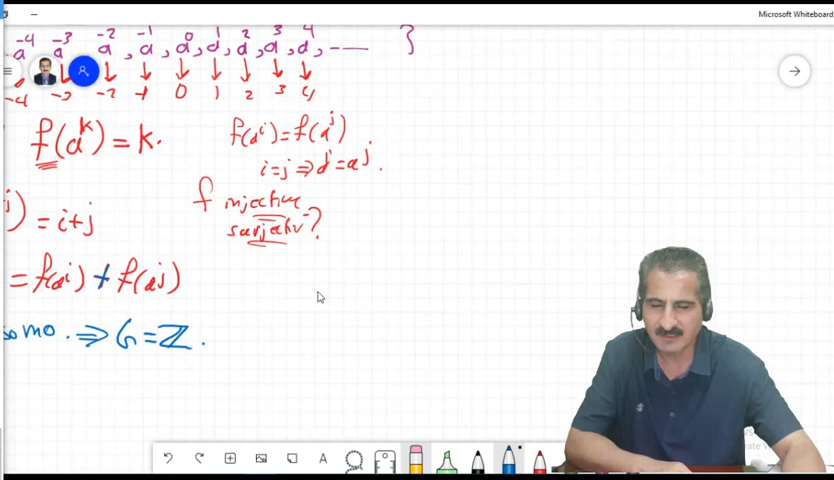 Microsoft Whiteboard
a⁻⁴ a⁻³ a⁻², a⁻¹, a⁰, a¹, a², a³, a⁴, --- }
-4 -3 -2 -1 0 1 2 3 4
f(aᵏ) = k.
f(aⁱ) = f(aʲ)
i=j ⇒ aⁱ = aʲ.
f injective
surjective?
j) = i+j
= f(aⁱ) + f(aʲ)
somo. ⇒ G = ℤ.
A